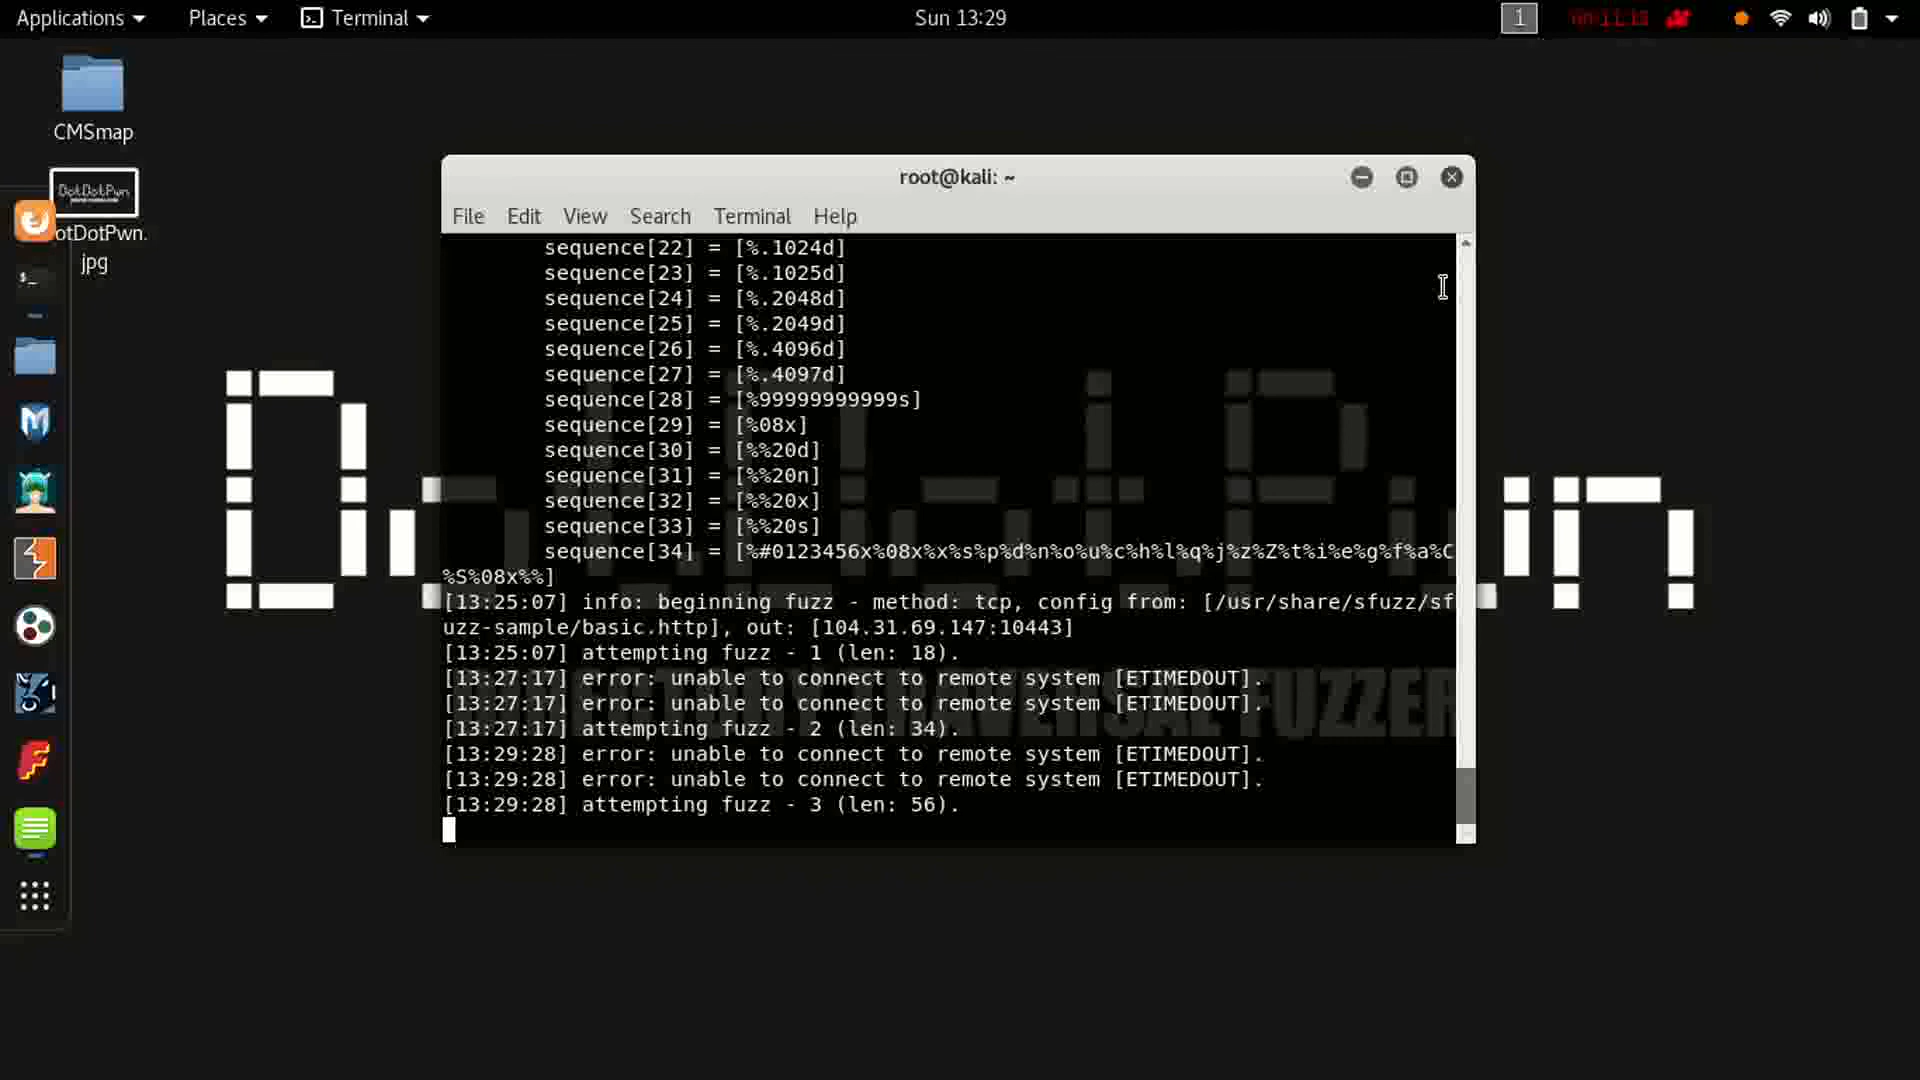 Applications Places Terminal Sun 13:29 1
CMSmap
DotDotPwn
otDotPwn.
jpg
root@kali: ~
File Edit View Search Terminal Help
sequence[22] = [%.1024d]
sequence[23] = [%.1025d]
sequence[24] = [%.2048d]
sequence[25] = [%.2049d]
sequence[26] = [%.4096d]
sequence[27] = [%.4097d]
sequence[28] = [%99999999999s]
sequence[29] = [%08x]
sequence[30] = [%%20d]
sequence[31] = [%%20n]
sequence[32] = [%%20x]
sequence[33] = [%%20s]
sequence[34] = [%#0123456x%08x%x%s%p%d%n%o%u%c%h%l%q%j%z%Z%t%i%e%g%f%a%C
%S%08x%%]
[13:25:07] info: beginning fuzz - method: tcp, config from: [/usr/share/sfuzz/sf
uzz-sample/basic.http], out: [104.31.69.147:10443]
[13:25:07] attempting fuzz - 1 (len: 18).
[13:27:17] error: unable to connect to remote system [ETIMEDOUT].
[13:27:17] error: unable to connect to remote system [ETIMEDOUT].
[13:27:17] attempting fuzz - 2 (len: 34).
[13:29:28] error: unable to connect to remote system [ETIMEDOUT].
[13:29:28] error: unable to connect to remote system [ETIMEDOUT].
[13:29:28] attempting fuzz - 3 (len: 56).
TRAVERSAL FUZZER